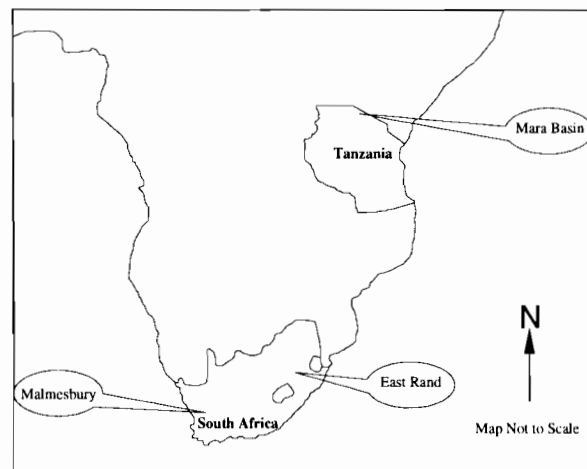 Mara Basin
Tanzania
N
East Rand
Malmesbury
South Africa
Map Not to Scale